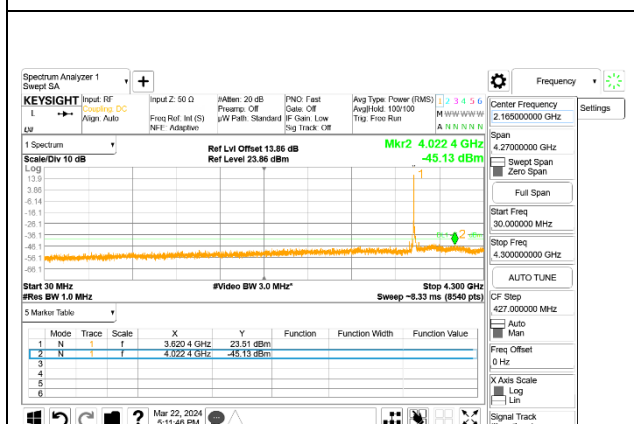 Spectrum Analyzer 1
Swept SA
Frequency
KEYSIGHT
Input: RF
Coupling: DC
Align: Auto
Input Z: 50 Ω
Freq Ref: Int (S)
NFE: Adaptive
#Atten: 20 dB
Preamp: Off
µW Path: Standard
PNO: Fast
Gate: Off
IF Gain: Low
Sig Track: Off
Avg Type: Power (RMS)
Avg|Hold: 100/100
Trig: Free Run
1 2 3 4 5 6
M W W W W W
A N N N N N
L
Center Frequency
2.165000000 GHz
Settings
Span
4.27000000 GHz
Swept Span
Zero Span
Full Span
Start Freq
30.000000 MHz
Stop Freq
4.300000000 GHz
AUTO TUNE
CF Step
427.000000 MHz
Auto
Man
Freq Offset
0 Hz
X Axis Scale
Log
Lin
Signal Track
1 Spectrum
Scale/Div 10 dB
Ref Lvl Offset 13.86 dB
Ref Level 23.86 dBm
Mkr2 4.022 4 GHz
-45.13 dBm
Log
13.9
3.86
-6.14
-16.1
-26.1
-36.1
-46.1
-56.1
-66.1
1
2
Start 30 MHz
#Video BW 3.0 MHz*
Stop 4.300 GHz
#Res BW 1.0 MHz
Sweep ~8.33 ms (8540 pts)
5 Marker Table
Mode Trace Scale X Y Function Function Width Function Value
1 N 1 f 3.620 4 GHz 23.51 dBm
2 N 1 f 4.022 4 GHz -45.13 dBm
3
4
5
6
?
Mar 22, 2024
5:11:46 PM